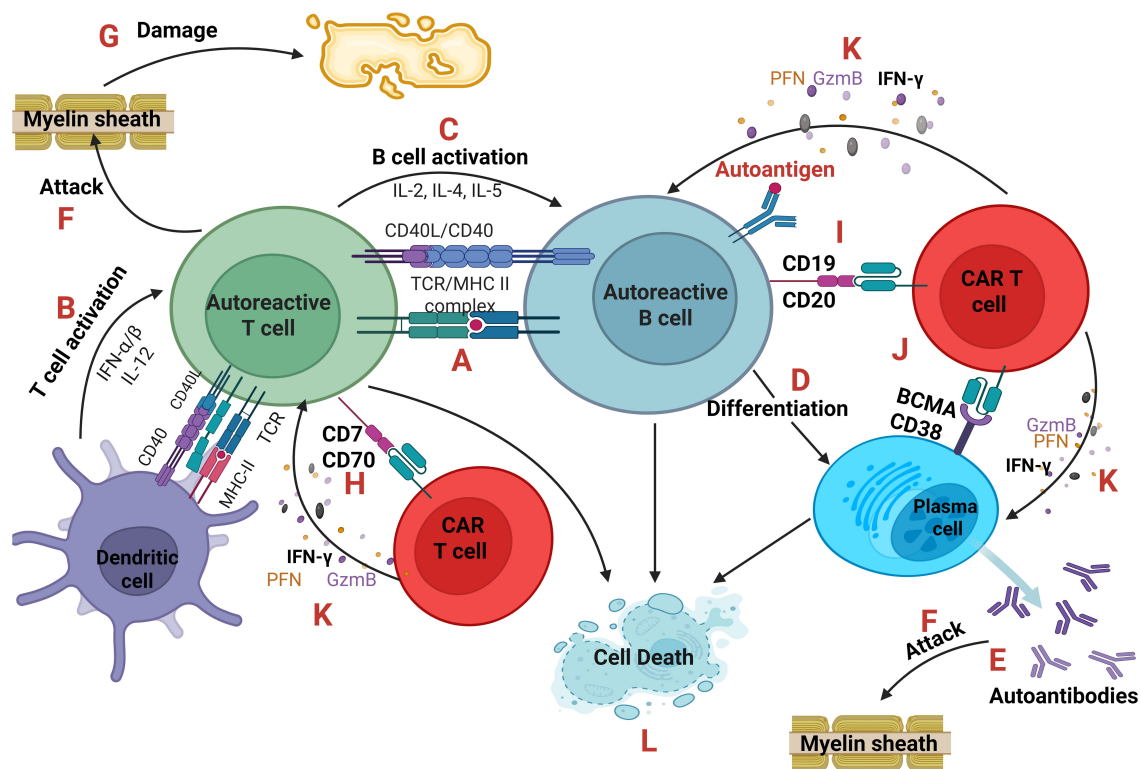 G
Damage
Myelin sheath
K
PFN GzmB IFN-γ
C
B cell activation
IL-2, IL-4, IL-5
Attack
F
Autoantigen
CD40L/CD40
I
CD19
CD20
CAR T
cell
TCR/MHC II
complex
Autoreactive
T cell
Autoreactive
B cell
B
T cell activation
IFN-α/β
IL-12
A
J
D
Differentiation
CD40L
CD40
TCR
MHC-II
CD7
CD70
H
BCMA
CD38
GzmB
PFN
IFN-γ
K
Plasma
cell
CAR
T cell
Dendritic
cell
IFN-γ
PFN GzmB
K
Cell Death
L
F
Attack
E
Autoantibodies
Myelin sheath